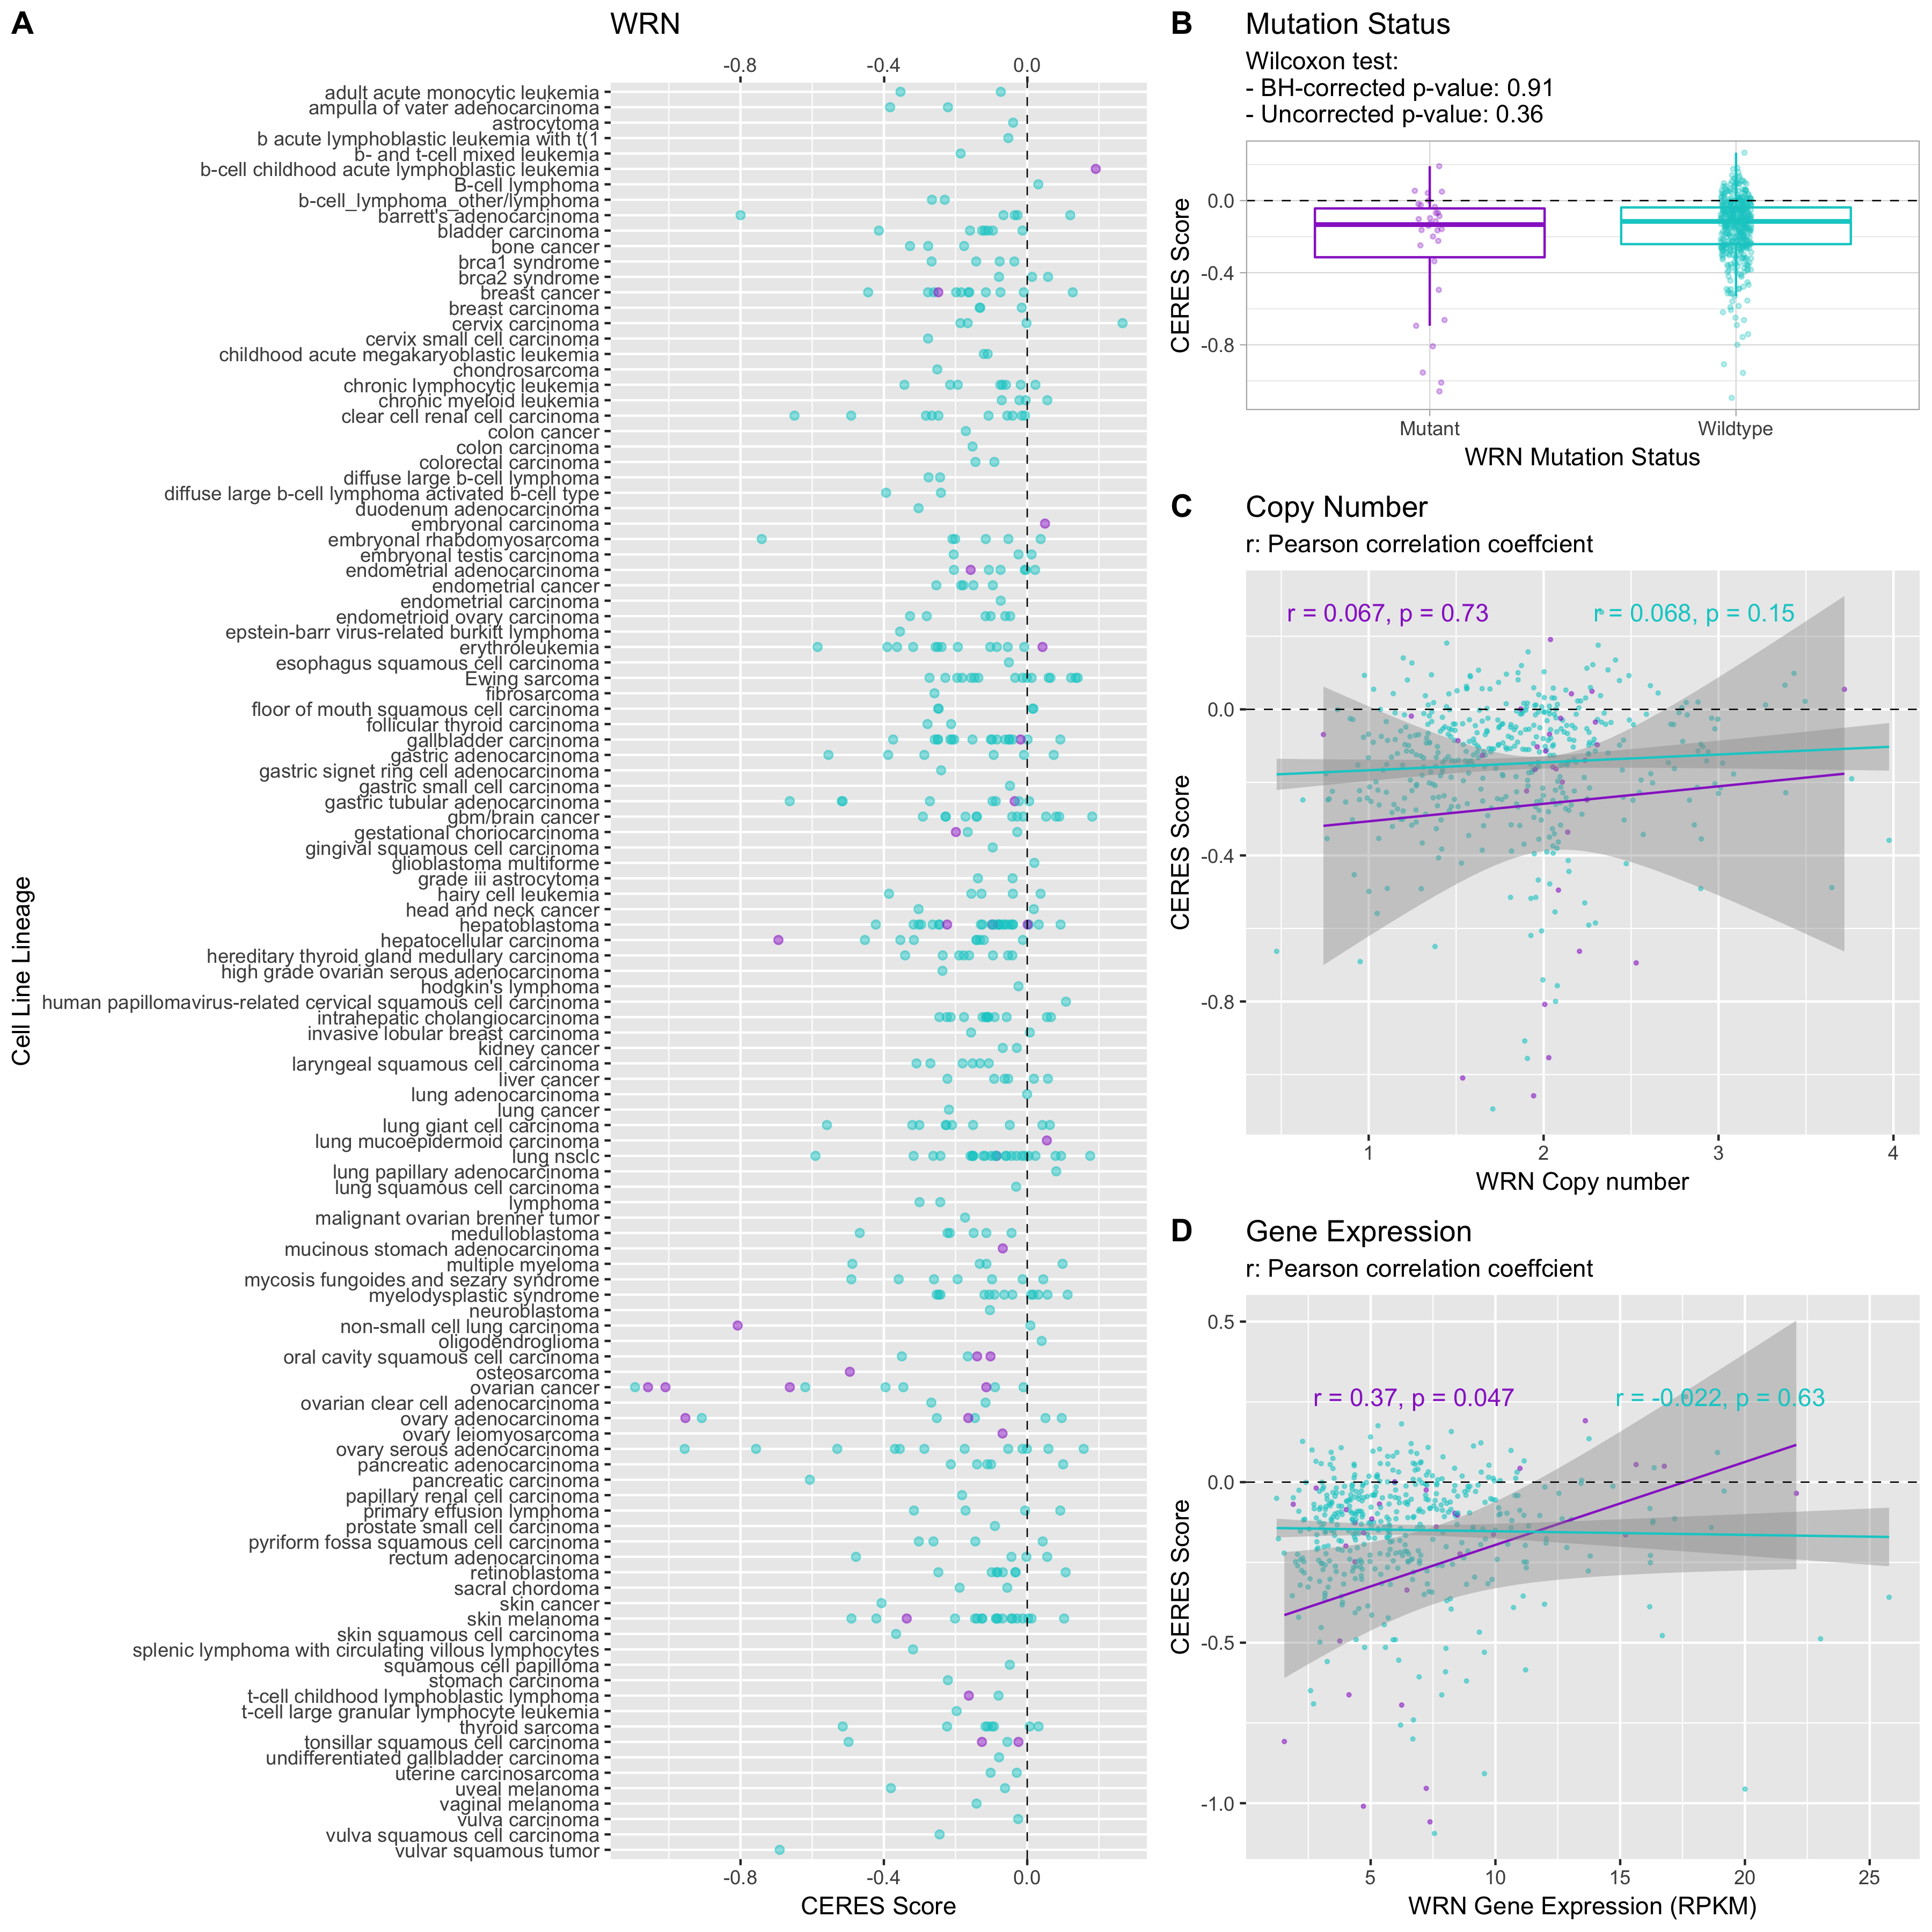 A
WRN
-0.8
-0.4
0.0
Cell Line Lineage
adult acute monocytic leukemia
ampulla of vater adenocarcinoma
astrocytoma
b acute lymphoblastic leukemia with t(1
b- and t-cell mixed leukemia
b-cell childhood acute lymphoblastic leukemia
B-cell lymphoma
b-cell_lymphoma_other/lymphoma
barrett's adenocarcinoma
bladder carcinoma
bone cancer
brca1 syndrome
brca2 syndrome
breast cancer
breast carcinoma
cervix carcinoma
cervix small cell carcinoma
childhood acute megakaryoblastic leukemia
chondrosarcoma
chronic lymphocytic leukemia
chronic myeloid leukemia
clear cell renal cell carcinoma
colon cancer
colon carcinoma
colorectal carcinoma
diffuse large b-cell lymphoma
diffuse large b-cell lymphoma activated b-cell type
duodenum adenocarcinoma
embryonal carcinoma
embryonal rhabdomyosarcoma
embryonal testis carcinoma
endometrial adenocarcinoma
endometrial cancer
endometrial carcinoma
endometrioid ovary carcinoma
epstein-barr virus-related burkitt lymphoma
erythroleukemia
esophagus squamous cell carcinoma
Ewing sarcoma
fibrosarcoma
floor of mouth squamous cell carcinoma
follicular thyroid carcinoma
gallbladder carcinoma
gastric adenocarcinoma
gastric signet ring cell adenocarcinoma
gastric small cell carcinoma
gastric tubular adenocarcinoma
gbm/brain cancer
gestational choriocarcinoma
gingival squamous cell carcinoma
glioblastoma multiforme
grade iii astrocytoma
hairy cell leukemia
head and neck cancer
hepatoblastoma
hepatocellular carcinoma
hereditary thyroid gland medullary carcinoma
high grade ovarian serous adenocarcinoma
hodgkin's lymphoma
human papillomavirus-related cervical squamous cell carcinoma
intrahepatic cholangiocarcinoma
invasive lobular breast carcinoma
kidney cancer
laryngeal squamous cell carcinoma
liver cancer
lung adenocarcinoma
lung cancer
lung giant cell carcinoma
lung mucoepidermoid carcinoma
lung nsclc
lung papillary adenocarcinoma
lung squamous cell carcinoma
lymphoma
malignant ovarian brenner tumor
medulloblastoma
mucinous stomach adenocarcinoma
multiple myeloma
mycosis fungoides and sezary syndrome
myelodysplastic syndrome
neuroblastoma
non-small cell lung carcinoma
oligodendroglioma
oral cavity squamous cell carcinoma
osteosarcoma
ovarian cancer
ovarian clear cell adenocarcinoma
ovary adenocarcinoma
ovary leiomyosarcoma
ovary serous adenocarcinoma
pancreatic adenocarcinoma
pancreatic carcinoma
papillary renal cell carcinoma
primary effusion lymphoma
prostate small cell carcinoma
pyriform fossa squamous cell carcinoma
rectum adenocarcinoma
retinoblastoma
sacral chordoma
skin cancer
skin melanoma
skin squamous cell carcinoma
splenic lymphoma with circulating villous lymphocytes
squamous cell papilloma
stomach carcinoma
t-cell childhood lymphoblastic lymphoma
t-cell large granular lymphocyte leukemia
thyroid sarcoma
tonsillar squamous cell carcinoma
undifferentiated gallbladder carcinoma
uterine carcinosarcoma
uveal melanoma
vaginal melanoma
vulva carcinoma
vulva squamous cell carcinoma
vulvar squamous tumor
-0.8
-0.4
0.0
CERES Score
B
Mutation Status
Wilcoxon test:
- BH-corrected p-value: 0.91
- Uncorrected p-value: 0.36
CERES Score
0.0
-0.4
-0.8
Mutant
Wildtype
WRN Mutation Status
C
Copy Number
r: Pearson correlation coeffcient
r = 0.067, p = 0.73
r = 0.068, p = 0.15
CERES Score
0.0
-0.4
-0.8
1
2
3
4
WRN Copy number
D
Gene Expression
r: Pearson correlation coeffcient
r = 0.37, p = 0.047
r = -0.022, p = 0.63
CERES Score
0.5
0.0
-0.5
-1.0
5
10
15
20
25
WRN Gene Expression (RPKM)